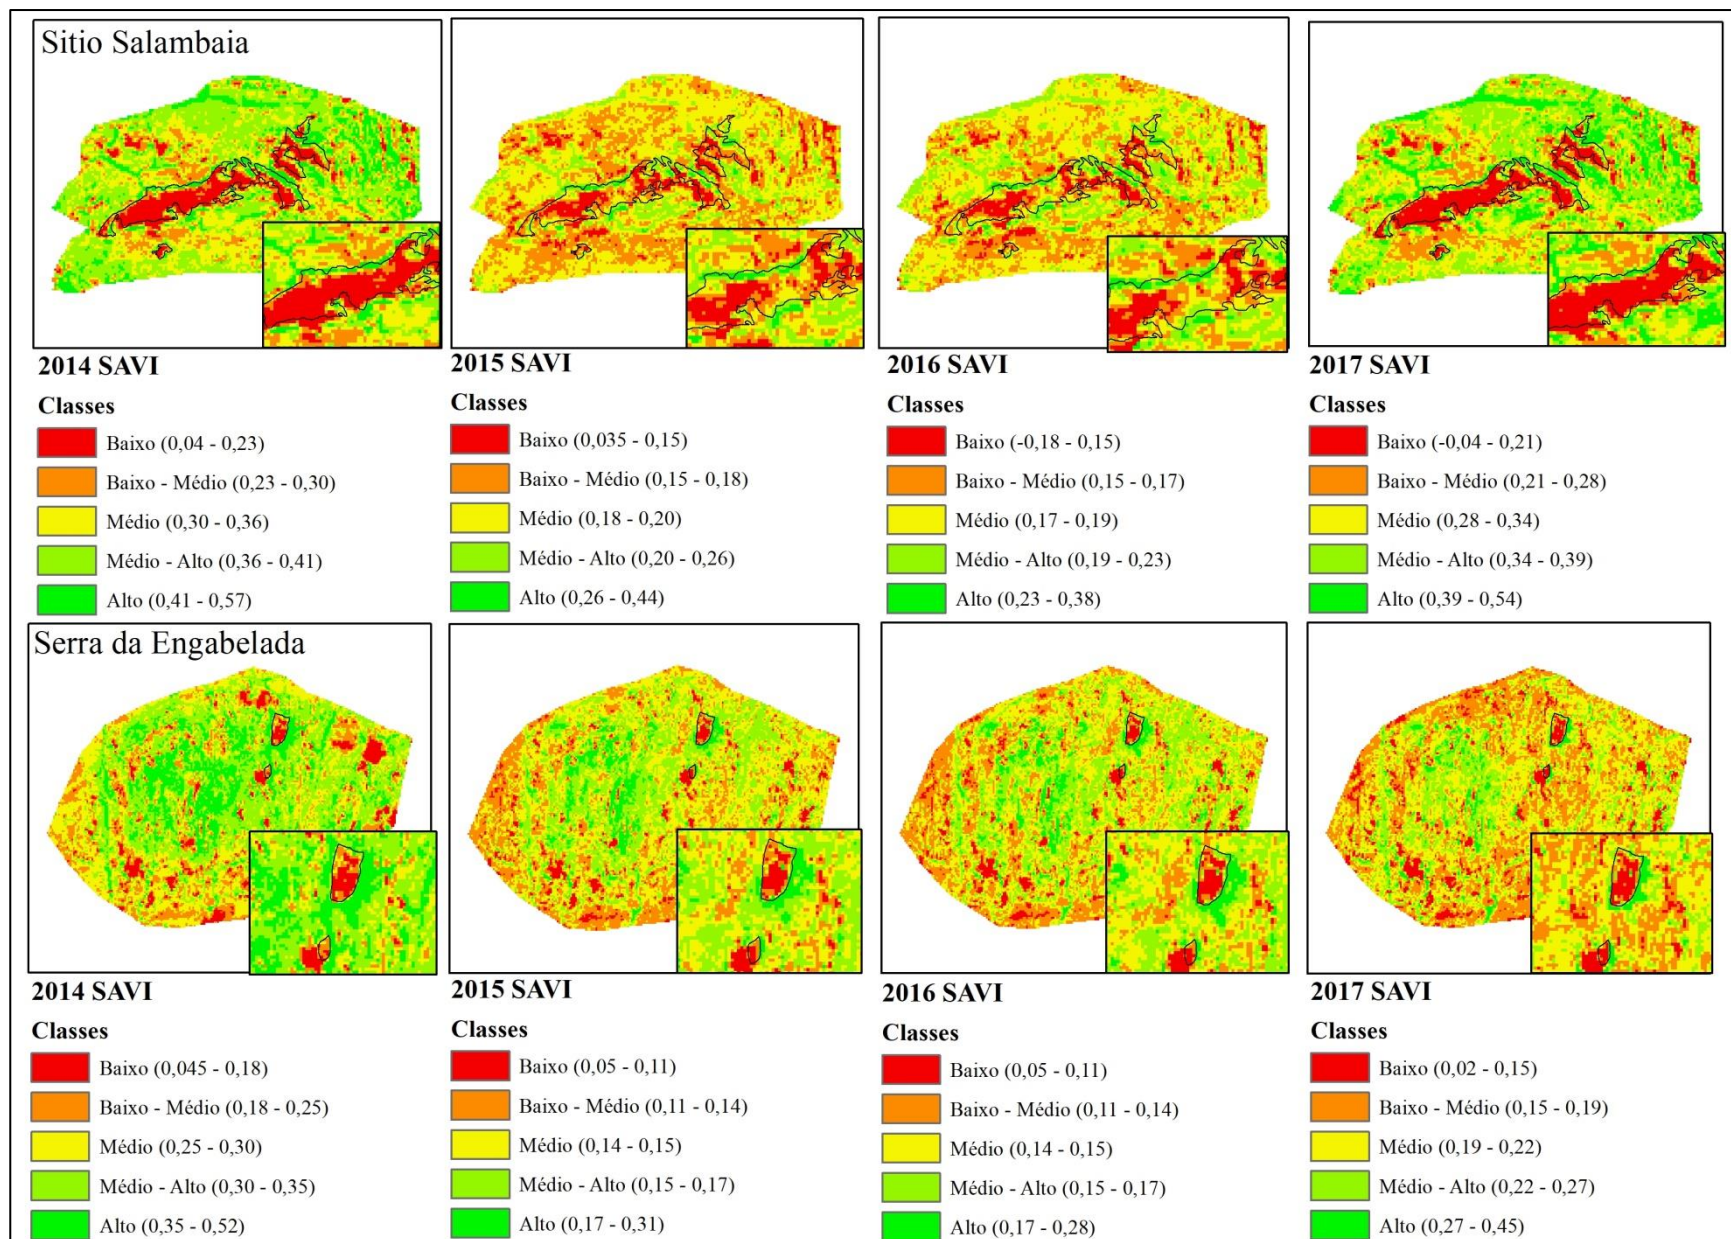 Sitio Salambaia
2014 SAVI
Classes
Baixo (0,04 - 0,23)
Baixo - Médio (0,23 - 0,30)
Médio (0,30 - 0,36)
Médio - Alto (0,36 - 0,41)
Alto (0,41 - 0,57)
2015 SAVI
Classes
Baixo (0,035 - 0,15)
Baixo - Médio (0,15 - 0,18)
Médio (0,18 - 0,20)
Médio - Alto (0,20 - 0,26)
Alto (0,26 - 0,44)
2016 SAVI
Classes
Baixo (-0,18 - 0,15)
Baixo - Médio (0,15 - 0,17)
Médio (0,17 - 0,19)
Médio - Alto (0,19 - 0,23)
Alto (0,23 - 0,38)
2017 SAVI
Classes
Baixo (-0,04 - 0,21)
Baixo - Médio (0,21 - 0,28)
Médio (0,28 - 0,34)
Médio - Alto (0,34 - 0,39)
Alto (0,39 - 0,54)
Serra da Engabelada
2014 SAVI
Classes
Baixo (0,045 - 0,18)
Baixo - Médio (0,18 - 0,25)
Médio (0,25 - 0,30)
Médio - Alto (0,30 - 0,35)
Alto (0,35 - 0,52)
2015 SAVI
Classes
Baixo (0,05 - 0,11)
Baixo - Médio (0,11 - 0,14)
Médio (0,14 - 0,15)
Médio - Alto (0,15 - 0,17)
Alto (0,17 - 0,31)
2016 SAVI
Classes
Baixo (0,05 - 0,11)
Baixo - Médio (0,11 - 0,14)
Médio (0,14 - 0,15)
Médio - Alto (0,15 - 0,17)
Alto (0,17 - 0,28)
2017 SAVI
Classes
Baixo (0,02 - 0,15)
Baixo - Médio (0,15 - 0,19)
Médio (0,19 - 0,22)
Médio - Alto (0,22 - 0,27)
Alto (0,27 - 0,45)